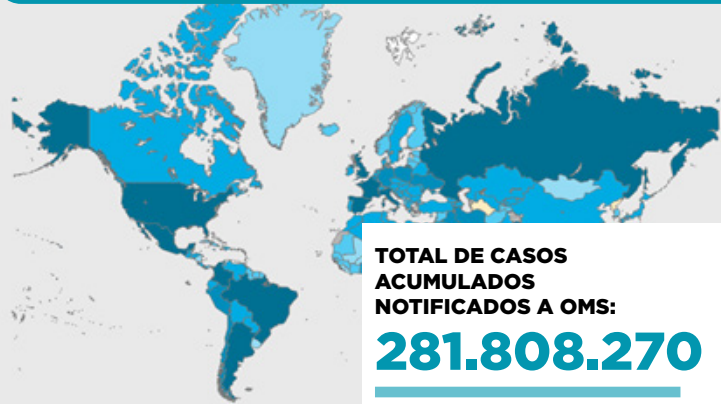 TOTAL DE CASOS
ACUMULADOS
NOTIFICADOS A OMS:
281.808.270